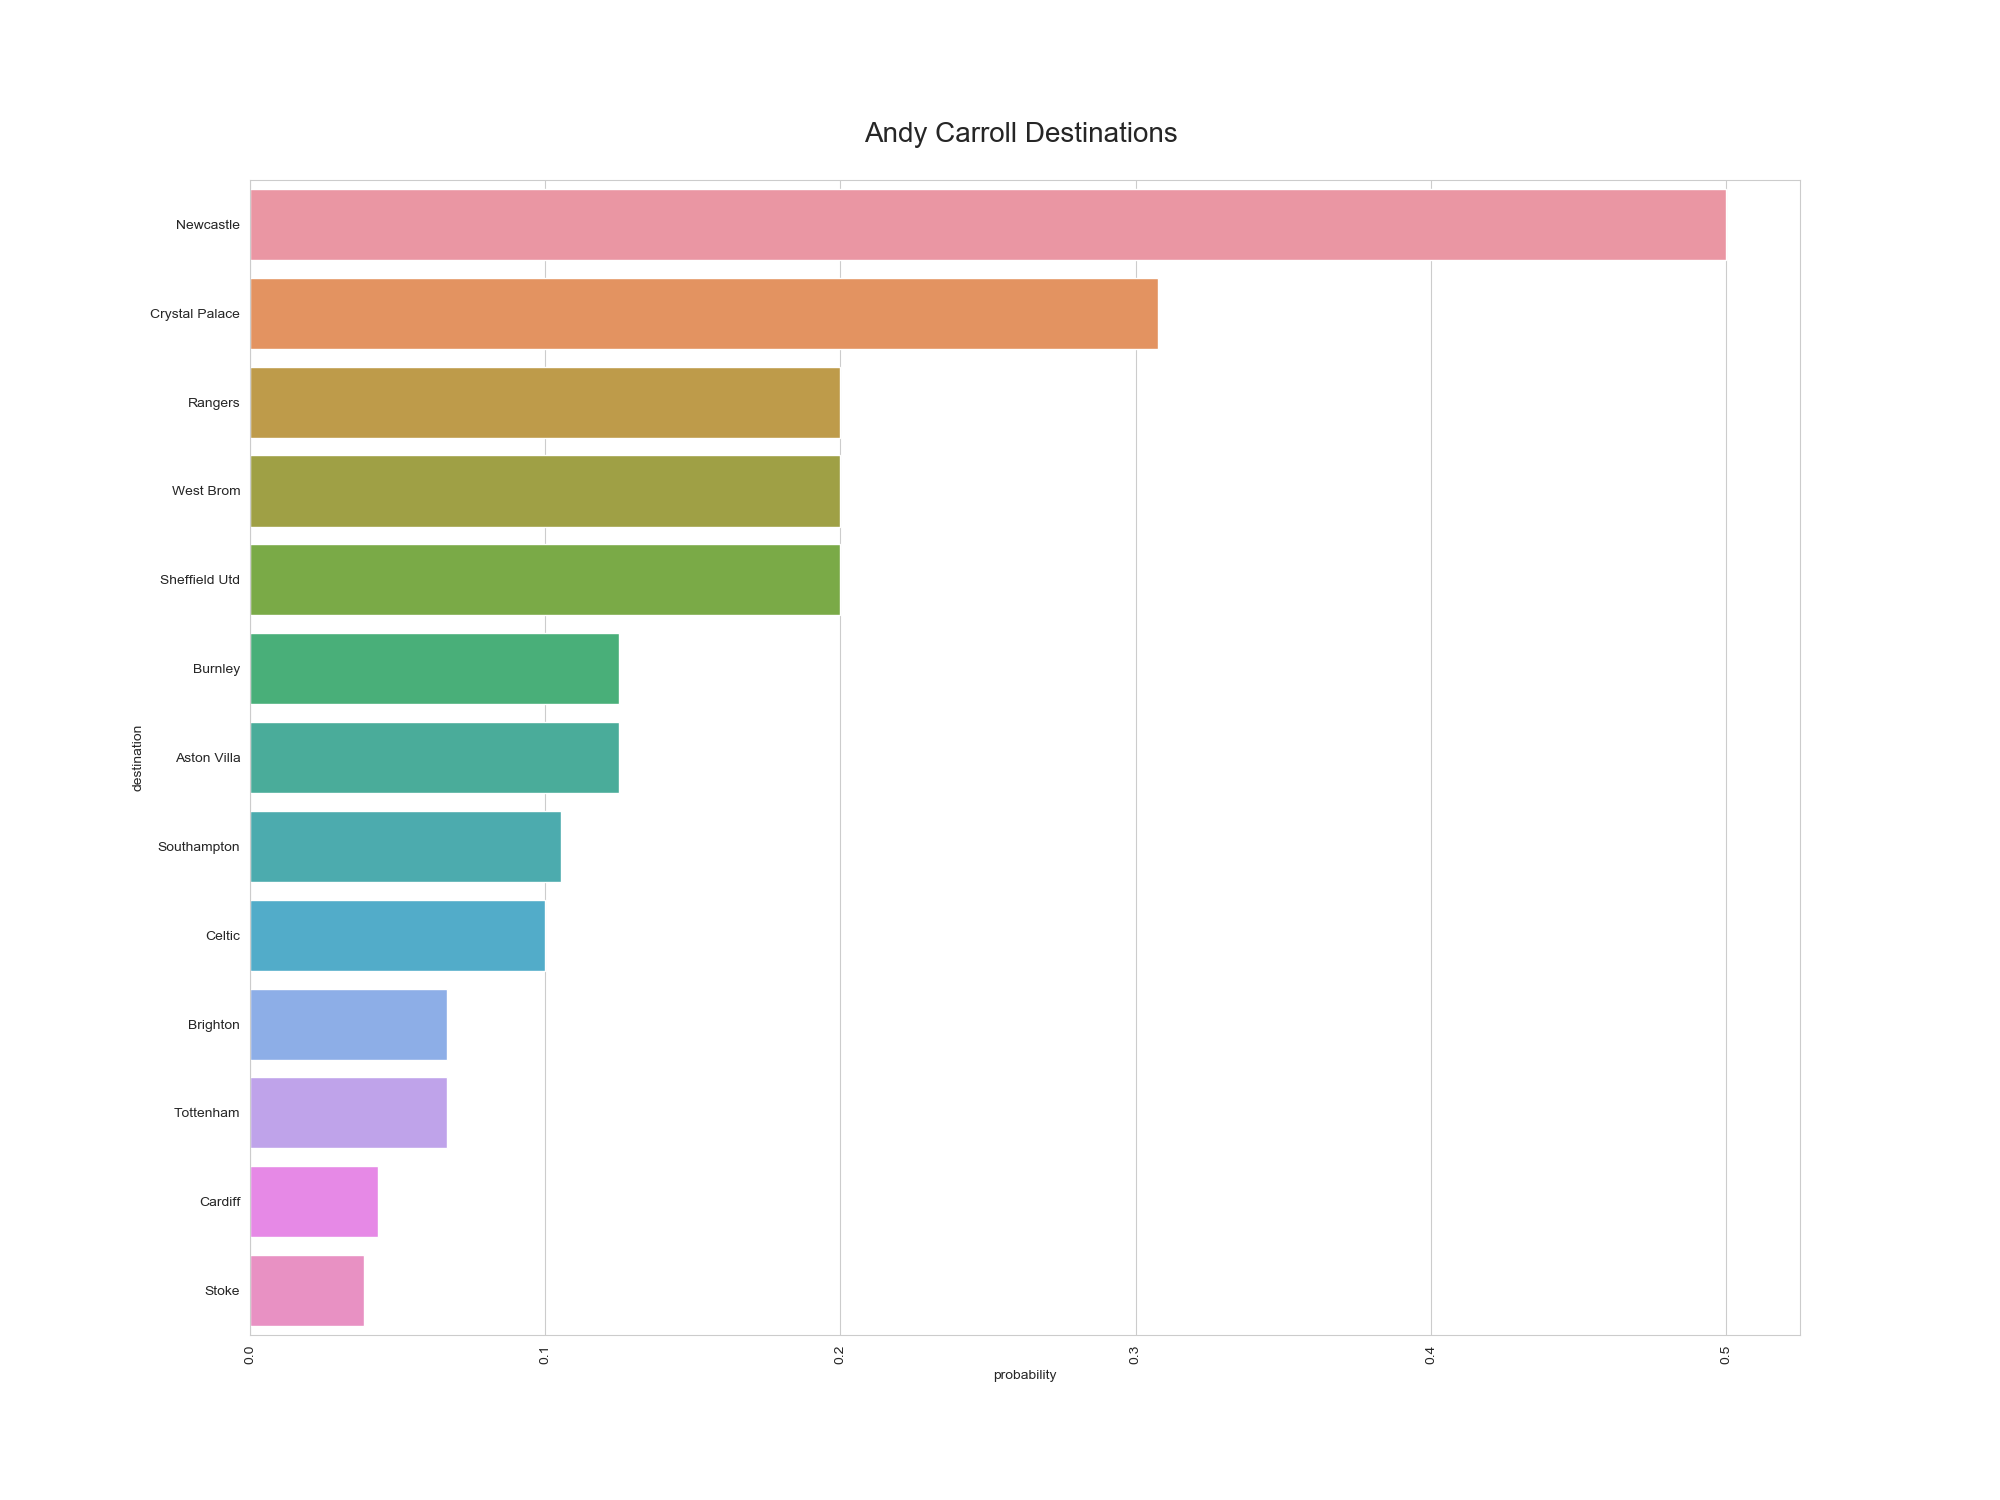 Andy Carroll Destinations
Newcastle
Crystal Palace
Rangers
West Brom
Sheffield Utd
Burnley
Aston Villa
Southampton
Celtic
Brighton
Tottenham
Cardiff
Stoke
destination
0.0
0.1
0.2
0.3
0.4
0.5
probability